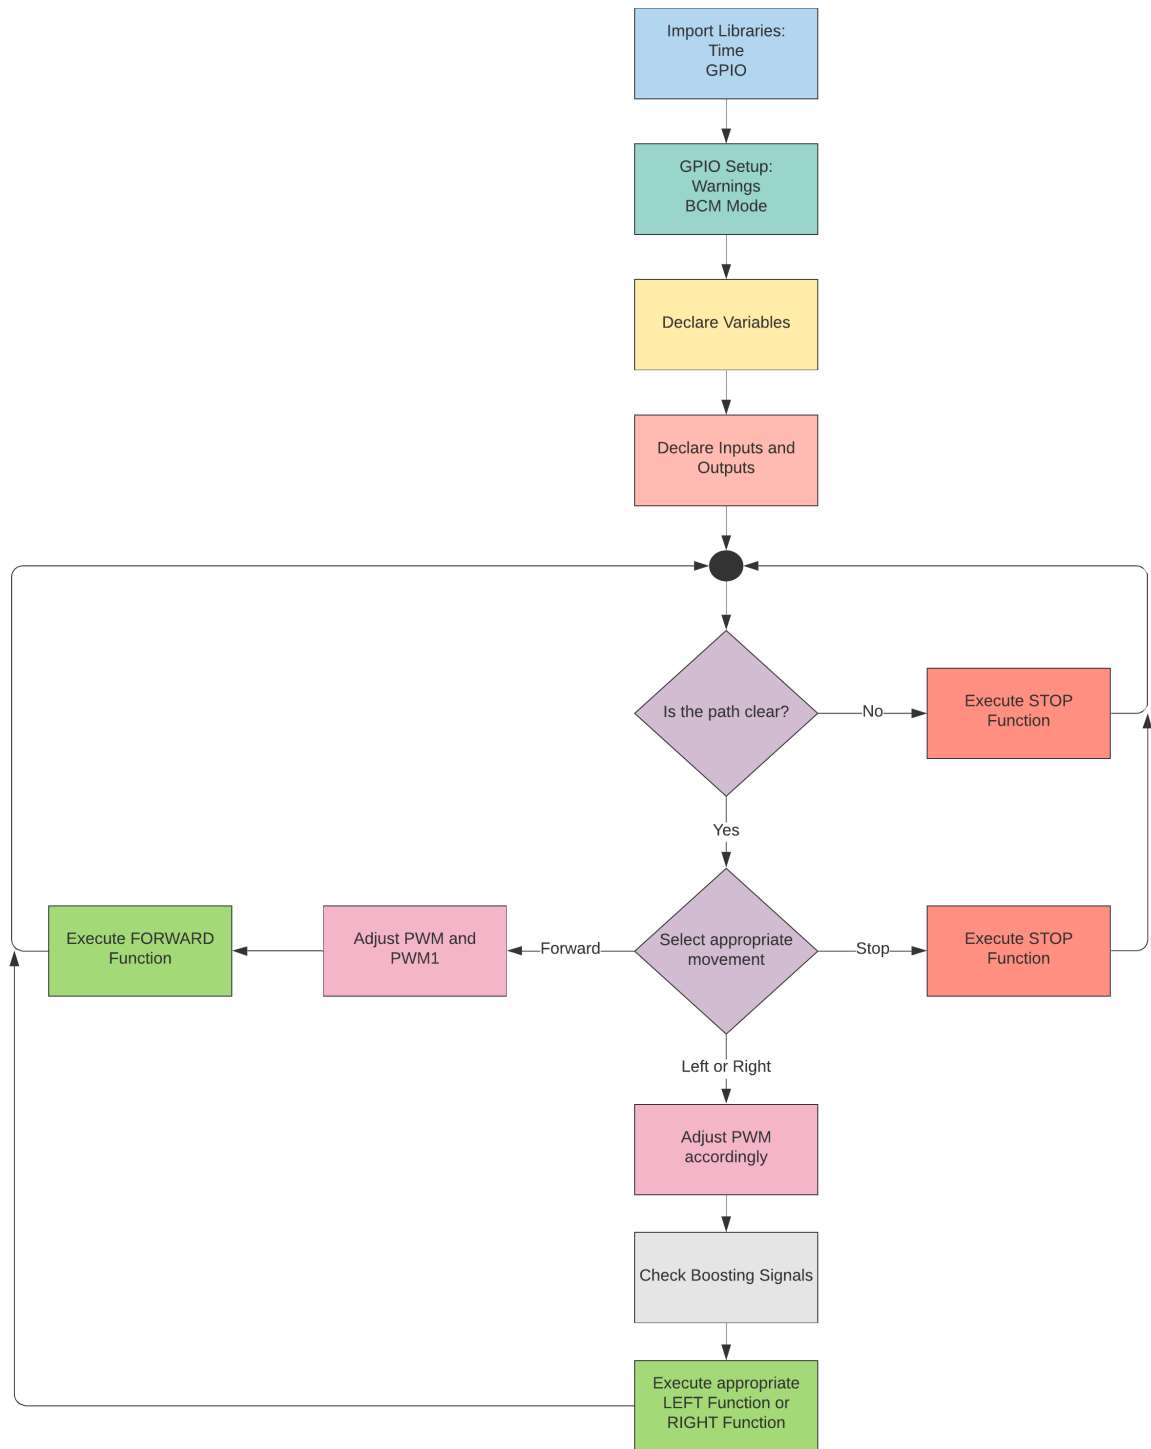 Import Libraries:
Time
GPIO
GPIO Setup:
Warnings
BCM Mode
Declare Variables
Declare Inputs and
Outputs
Is the path clear?
No
Execute STOP
Function
Yes
Execute FORWARD
Function
Adjust PWM and
PWM1
Forward
Select appropriate
movement
Stop
Execute STOP
Function
Left or Right
Adjust PWM
accordingly
Check Boosting Signals
Execute appropriate
LEFT Function or
RIGHT Function